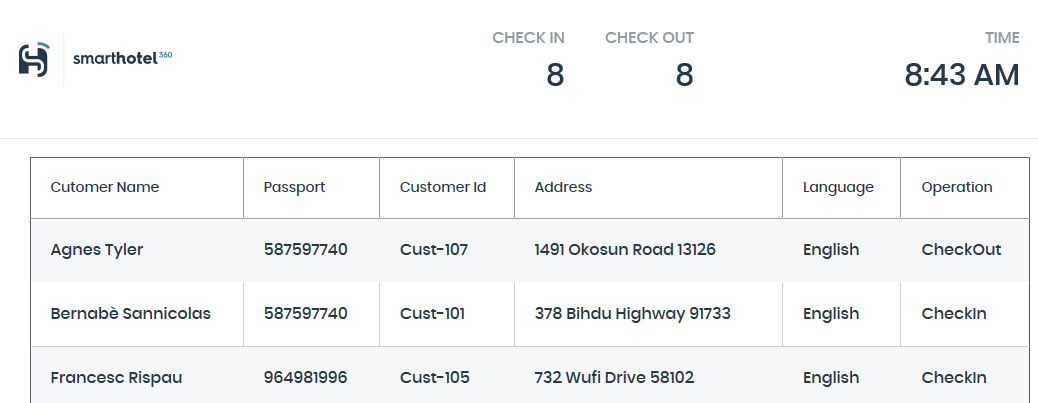 CHECK IN CHECK OUT TIME
smarthotel360
8 8 8:43 AM
Cutomer Name Passport Customer Id Address Language Operation
Agnes Tyler 587597740 Cust-107 1491 Okosun Road 13126 English CheckOut
Bernabè Sannicolas 587597740 Cust-101 378 Bihdu Highway 91733 English CheckIn
Francesc Rispau 964981996 Cust-105 732 Wufi Drive 58102 English CheckIn